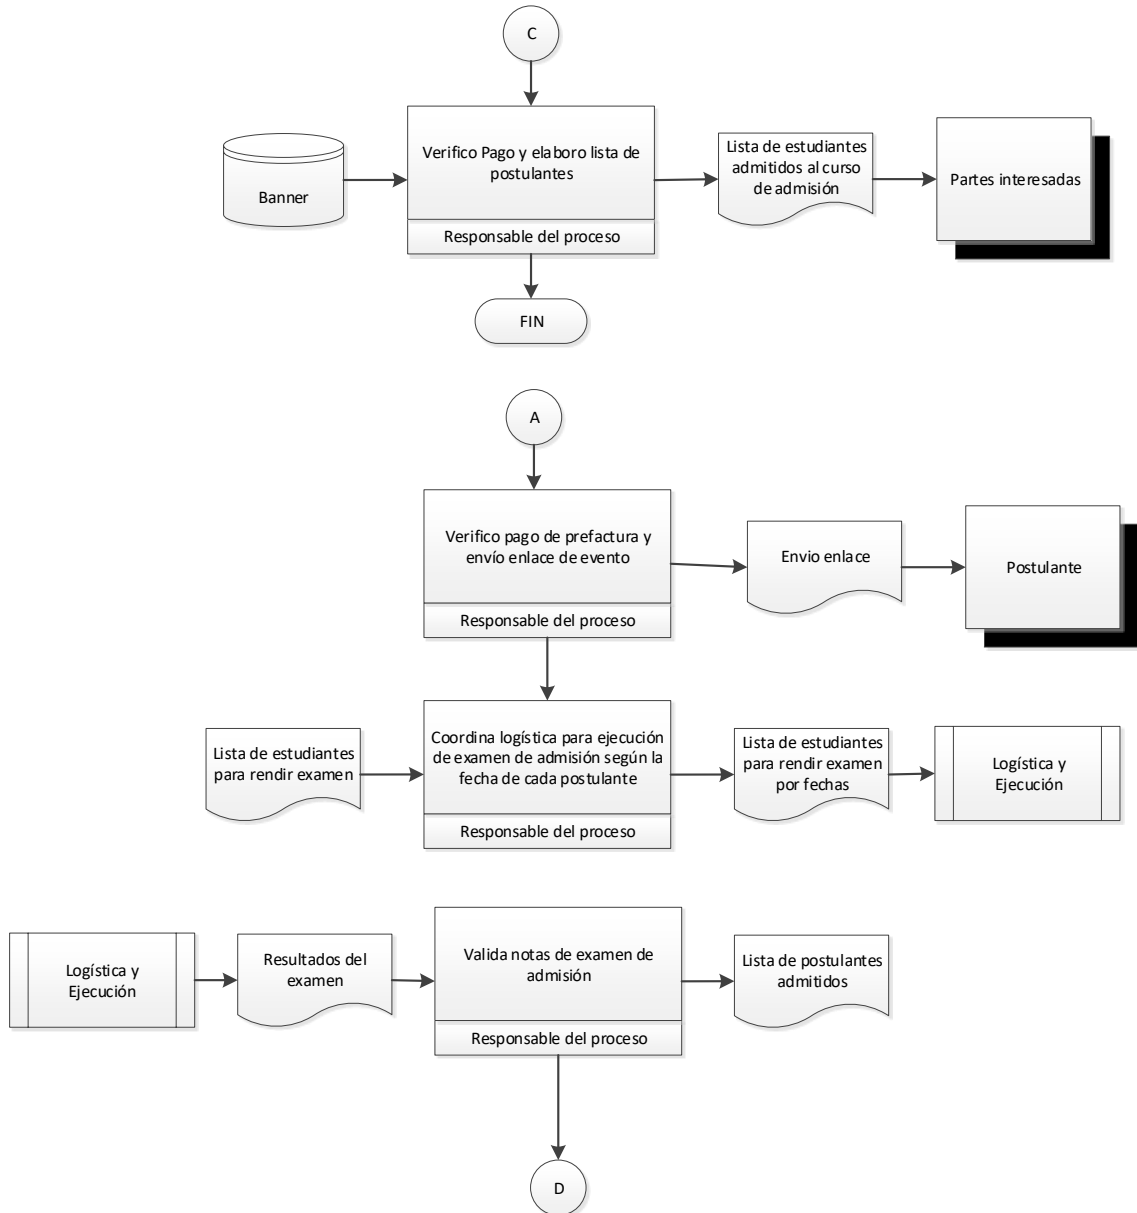 C
Verifico Pago y elaboro lista de
postulantes
Responsable del proceso
Banner
Lista de estudiantes
admitidos al curso
de admisión
Partes interesadas
FIN
A
Verifico pago de prefactura y
envío enlace de evento
Responsable del proceso
Envio enlace
Postulante
Lista de estudiantes
para rendir examen
Coordina logística para ejecución
de examen de admisión según la
fecha de cada postulante
Responsable del proceso
Lista de estudiantes
para rendir examen
por fechas
Logística y
Ejecución
Logística y
Ejecución
Resultados del
examen
Valida notas de examen de
admisión
Responsable del proceso
Lista de postulantes
admitidos
D